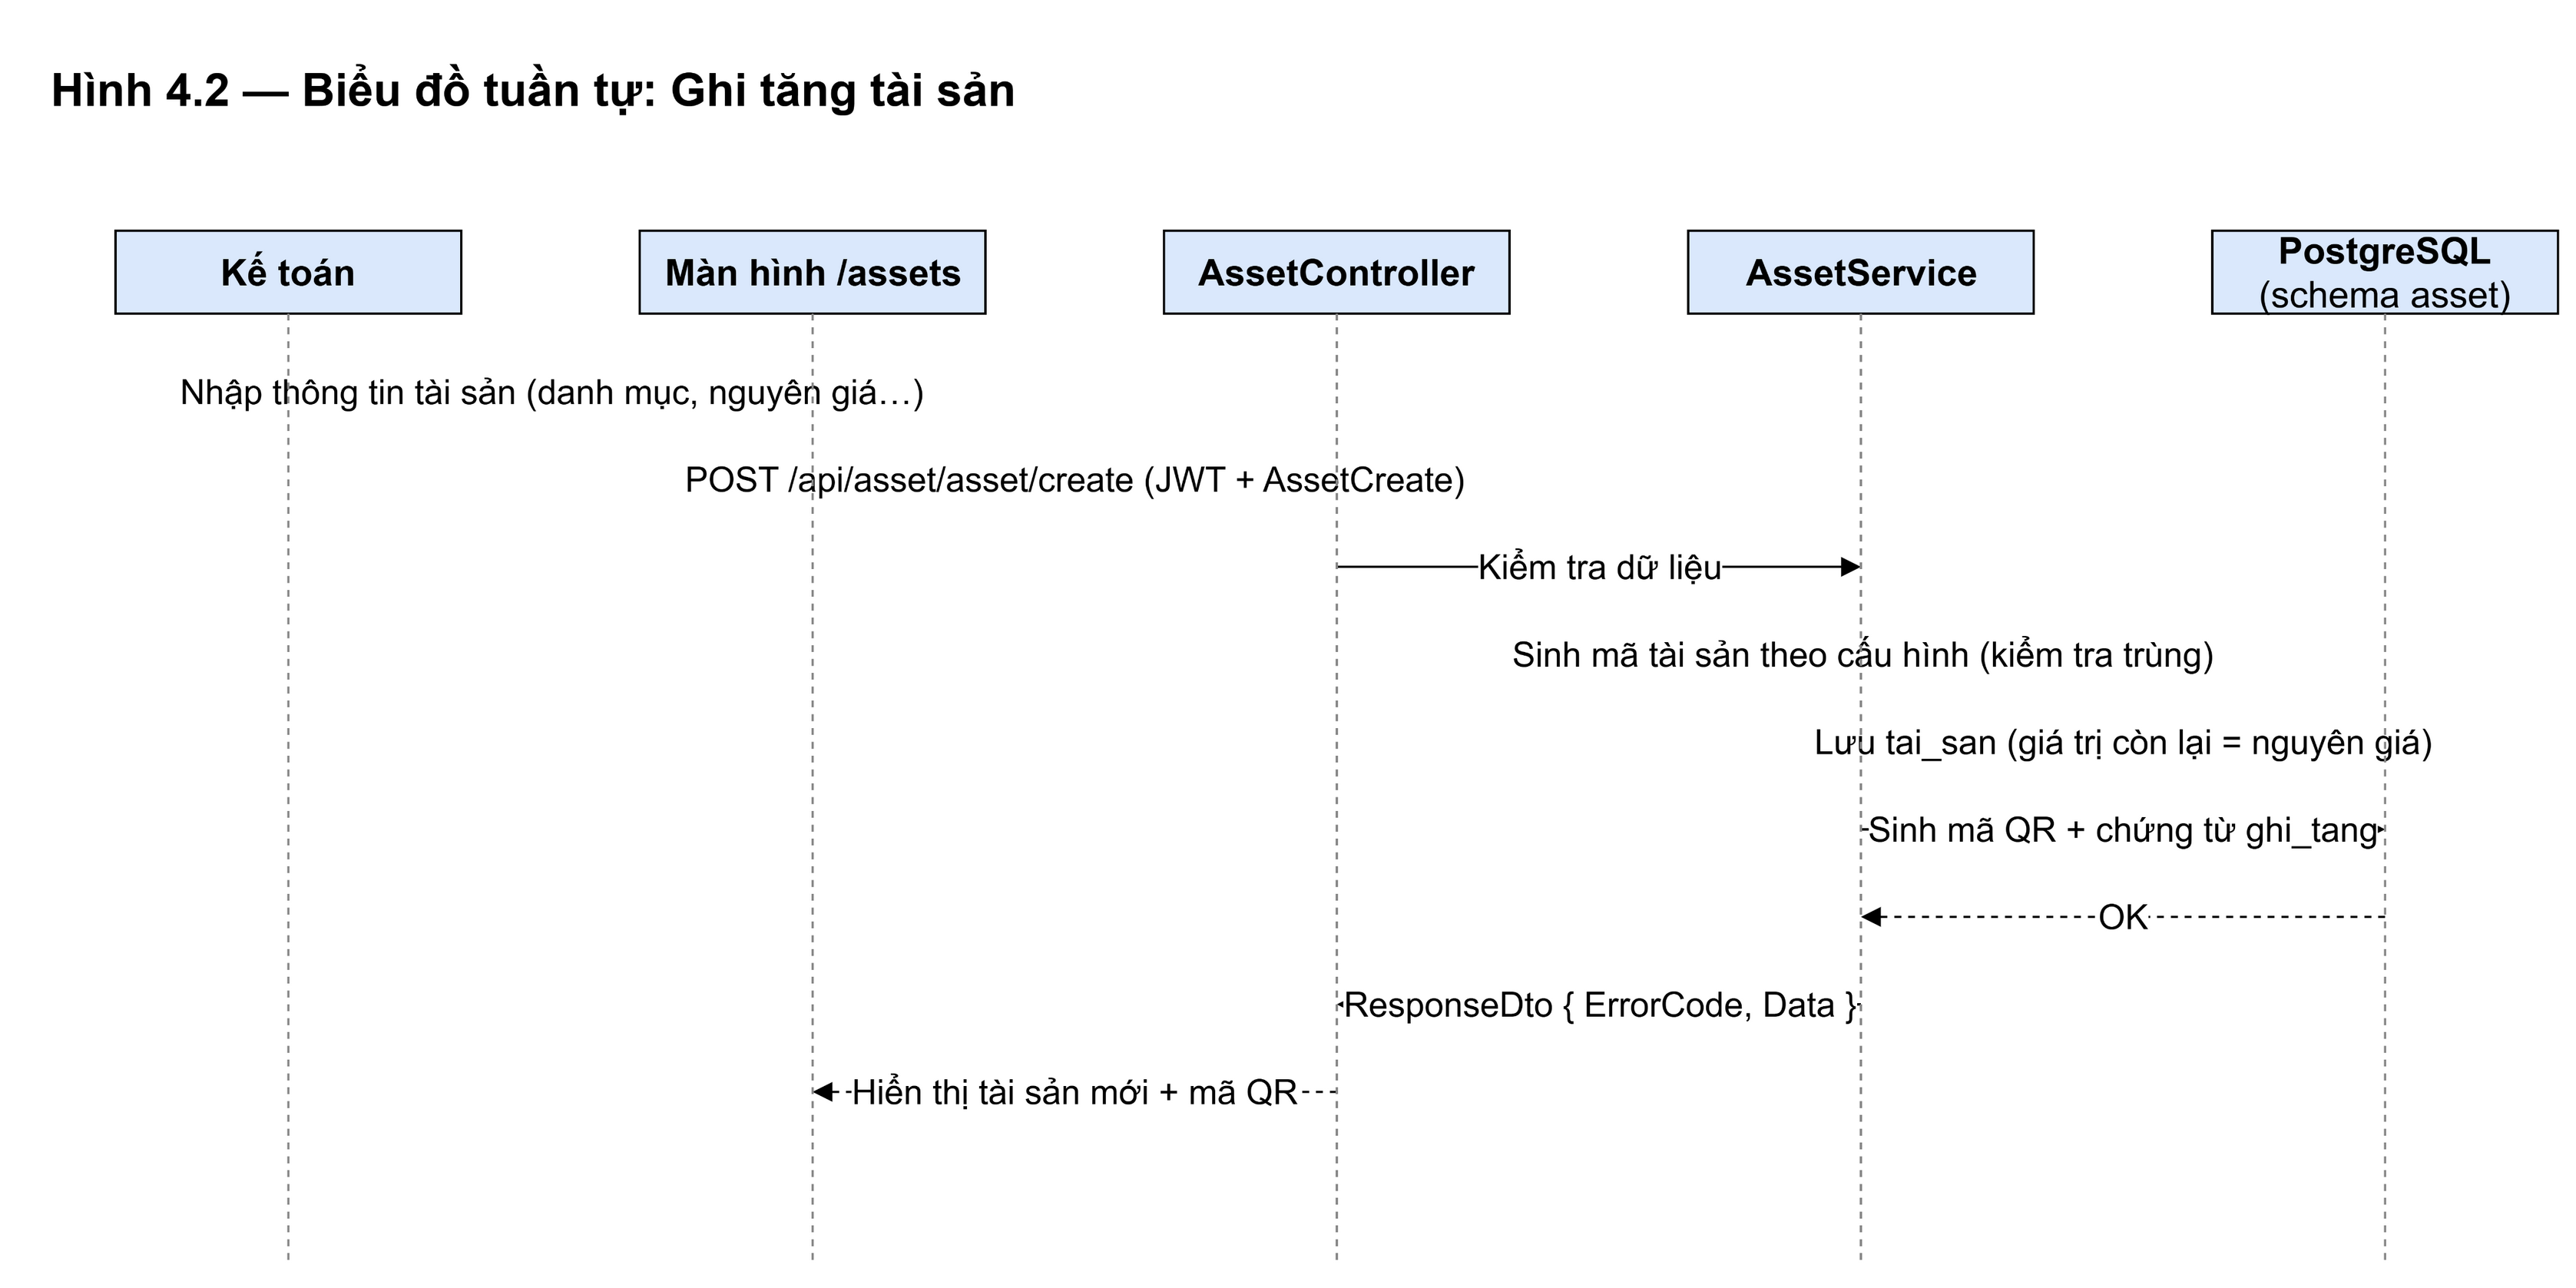 Hình 4.2 — Biểu đồ tuần tự: Ghi tăng tài sản
Kế toán
Màn hình /assets
AssetController
AssetService
PostgreSQL
(schema asset)
Nhập thông tin tài sản (danh mục, nguyên giá…)
POST /api/asset/asset/create (JWT + AssetCreate)
Kiểm tra dữ liệu
Sinh mã tài sản theo cấu hình (kiểm tra trùng)
Lưu tai_san (giá trị còn lại = nguyên giá)
Sinh mã QR + chứng từ ghi_tang
OK
ResponseDto { ErrorCode, Data }
Hiển thị tài sản mới + mã QR